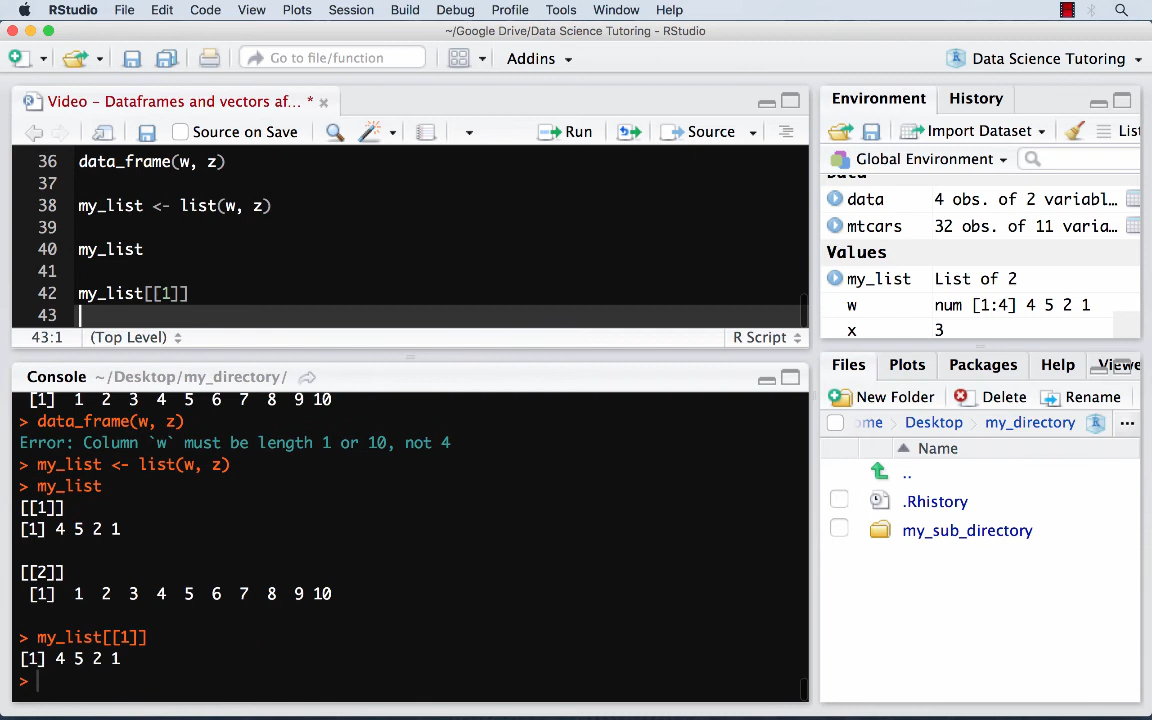 RStudio File Edit Code View Plots Session Build Debug Profile Tools Window Help
~/Google Drive/Data Science Tutoring - RStudio
Go to file/function Addins Data Science Tutoring
Video - Dataframes and vectors af... *
Source on Save Run Source
36 data_frame(w, z)
37
38 my_list <- list(w, z)
39
40 my_list
41
42 my_list[[1]]
43
43:1 (Top Level) R Script
Console ~/Desktop/my_directory/
[1] 1 2 3 4 5 6 7 8 9 10
> data_frame(w, z)
Error: Column `w` must be length 1 or 10, not 4
> my_list <- list(w, z)
> my_list
[[1]]
[1] 4 5 2 1
[[2]]
[1] 1 2 3 4 5 6 7 8 9 10
> my_list[[1]]
[1] 4 5 2 1
>
Environment History
Import Dataset List
Global Environment
Data
data 4 obs. of 2 variabl...
mtcars 32 obs. of 11 varia...
Values
my_list List of 2
w num [1:4] 4 5 2 1
x 3
Files Plots Packages Help Viewe
New Folder Delete Rename
ome Desktop my_directory ...
Name
..
.Rhistory
my_sub_directory